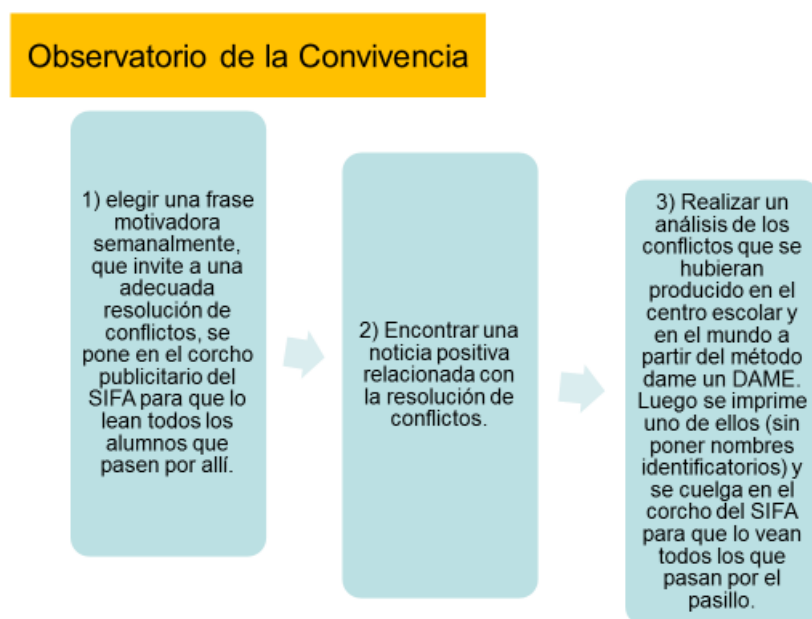 Observatorio de la Convivencia
1) elegir una frase
motivadora
semanalmente,
que invite a una
adecuada
resolución de
conflictos, se
pone en el corcho
publicitario del
SIFA para que lo
lean todos los
alumnos que
pasen por allí.
2) Encontrar una
noticia positiva
relacionada con
la resolución de
conflictos.
3) Realizar un
análisis de los
conflictos que se
hubieran
producido en el
centro escolar y
en el mundo a
partir del método
dame un DAME.
Luego se imprime
uno de ellos (sin
poner nombres
identificatorios) y
se cuelga en el
corcho del SIFA
para que lo vean
todos los que
pasan por el
pasillo.